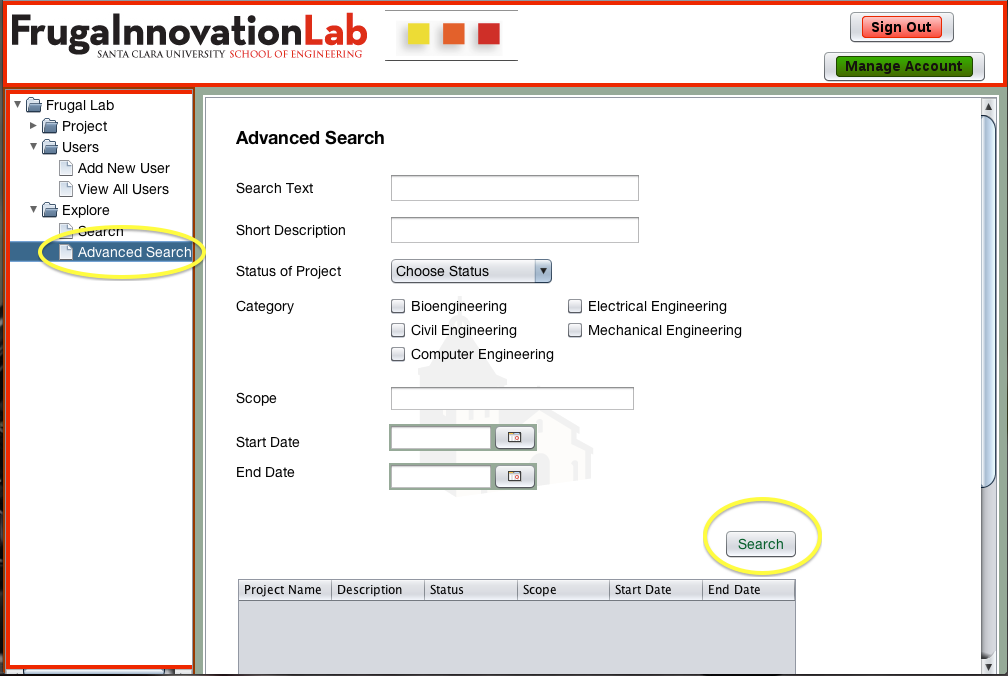 FrugalnnovationLab
SANTA CLARA UNIVERSITY SCHOOL OF ENGINEERING
Sign Out
Manage Account
Frugal Lab
Project
Users
Add New User
View All Users
Explore
Search
Advanced Search
Advanced Search
Search Text
Short Description
Status of Project Choose Status
Category Bioengineering Electrical Engineering
Civil Engineering Mechanical Engineering
Computer Engineering
Scope
Start Date
End Date
Search
Project Name Description Status Scope Start Date End Date